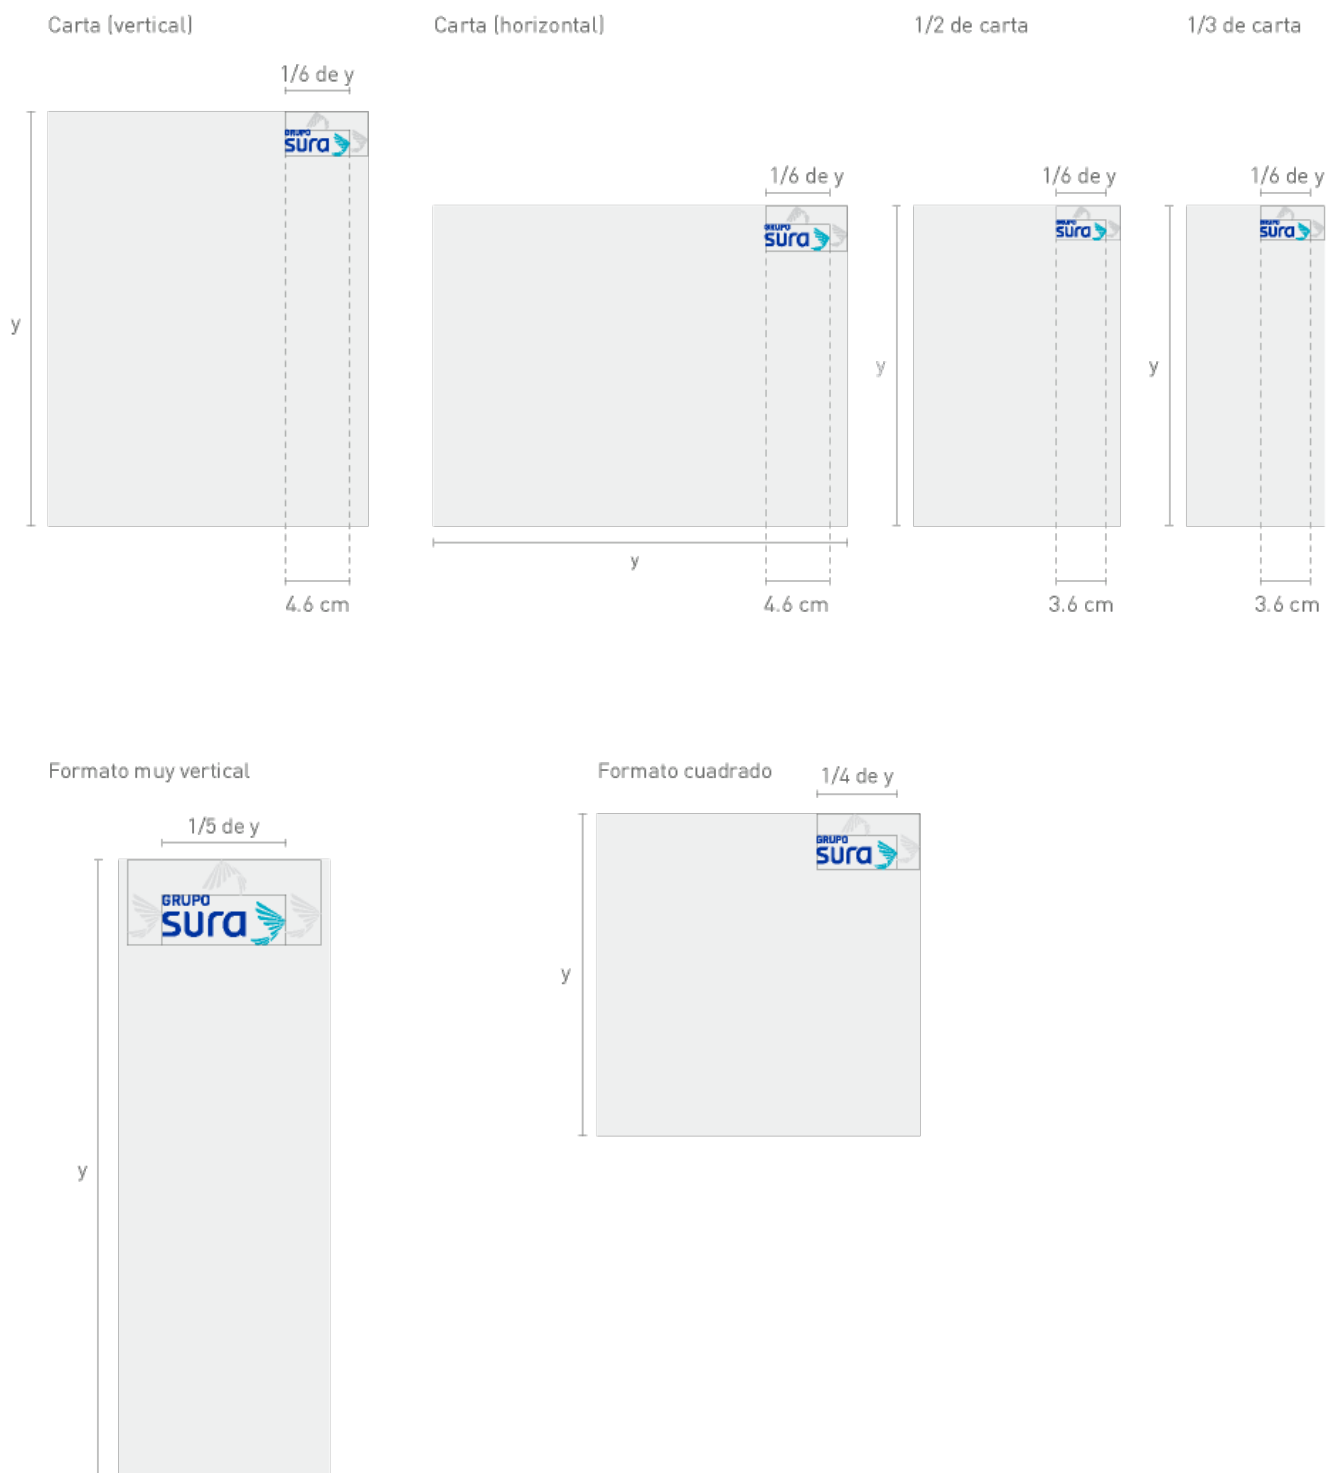 Carta (vertical)
Carta (horizontal)
1/2 de carta
1/3 de carta
1/6 de y
GRUPO
sura
y
4.6 cm
1/6 de y
GRUPO
sura
y
4.6 cm
1/6 de y
GRUPO
sura
y
3.6 cm
1/6 de y
GRUPO
sura
y
3.6 cm
Formato muy vertical
1/5 de y
GRUPO
sura
y
Formato cuadrado
1/4 de y
GRUPO
sura
y